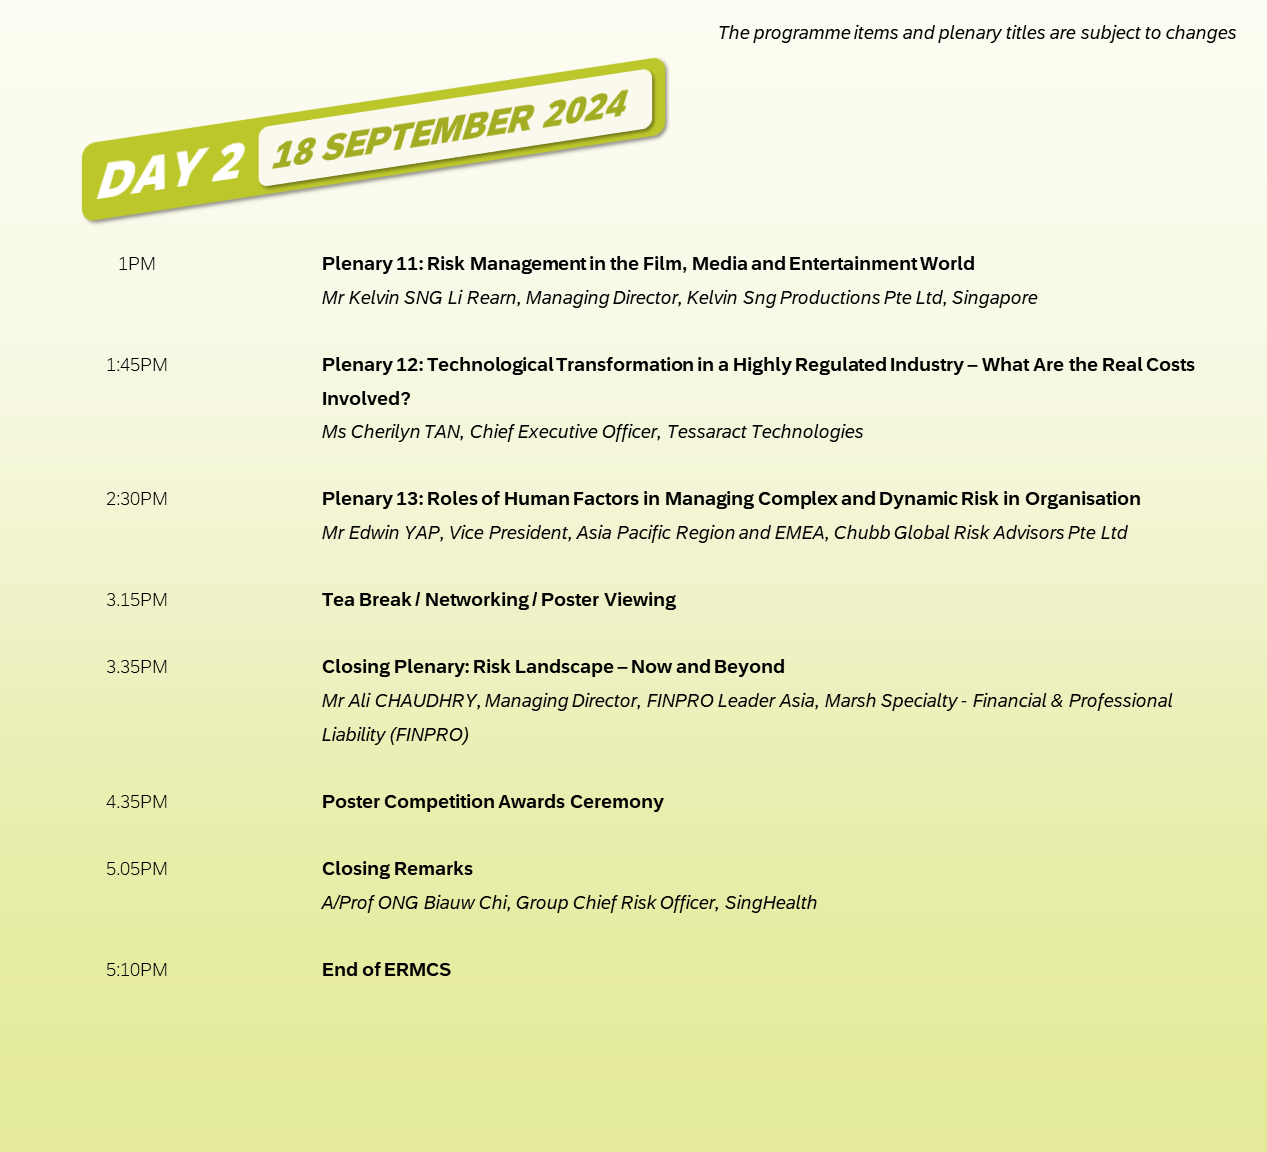 The programme items and plenary titles are subject to changes
DAY 2 18 SEPTEMBER 2024
1PM Plenary 11: Risk Management in the Film, Media and Entertainment World
Mr Kelvin SNG Li Rearn, Managing Director, Kelvin Sng Productions Pte Ltd, Singapore
1:45PM Plenary 12: Technological Transformation in a Highly Regulated Industry – What Are the Real Costs
Involved?
Ms Cherilyn TAN, Chief Executive Officer, Tessaract Technologies
2:30PM Plenary 13: Roles of Human Factors in Managing Complex and Dynamic Risk in Organisation
Mr Edwin YAP, Vice President, Asia Pacific Region and EMEA, Chubb Global Risk Advisors Pte Ltd
3.15PM Tea Break / Networking / Poster Viewing
3.35PM Closing Plenary: Risk Landscape – Now and Beyond
Mr Ali CHAUDHRY, Managing Director, FINPRO Leader Asia, Marsh Specialty - Financial & Professional
Liability (FINPRO)
4.35PM Poster Competition Awards Ceremony
5.05PM Closing Remarks
A/Prof ONG Biauw Chi, Group Chief Risk Officer, SingHealth
5:10PM End of ERMCS